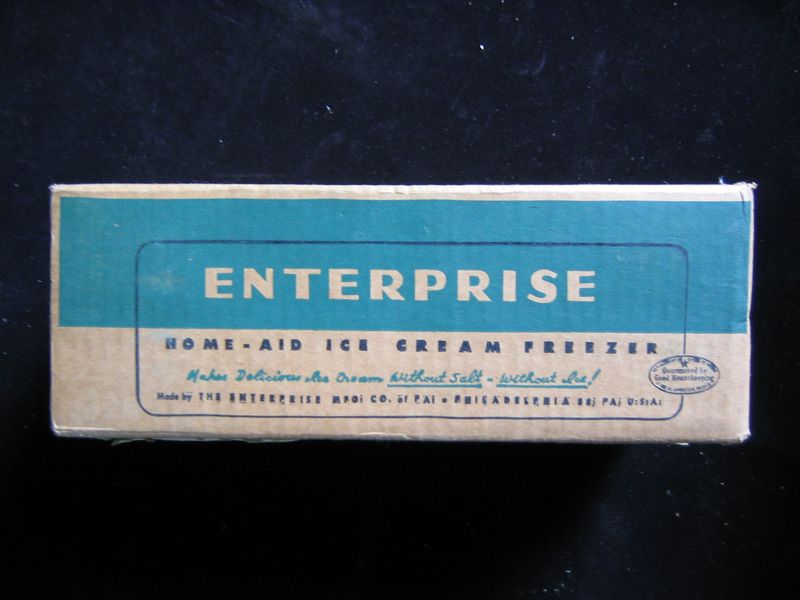 ENTERPRISE
HOME-AID ICE CREAM FREEZER
Makes Delicious Ice Cream Without Salt - Without Ice!
Guaranteed by
Good Housekeeping
Made by THE ENTERPRISE MFG. CO. of PA. • PHILADELPHIA 33, PA., U.S.A.